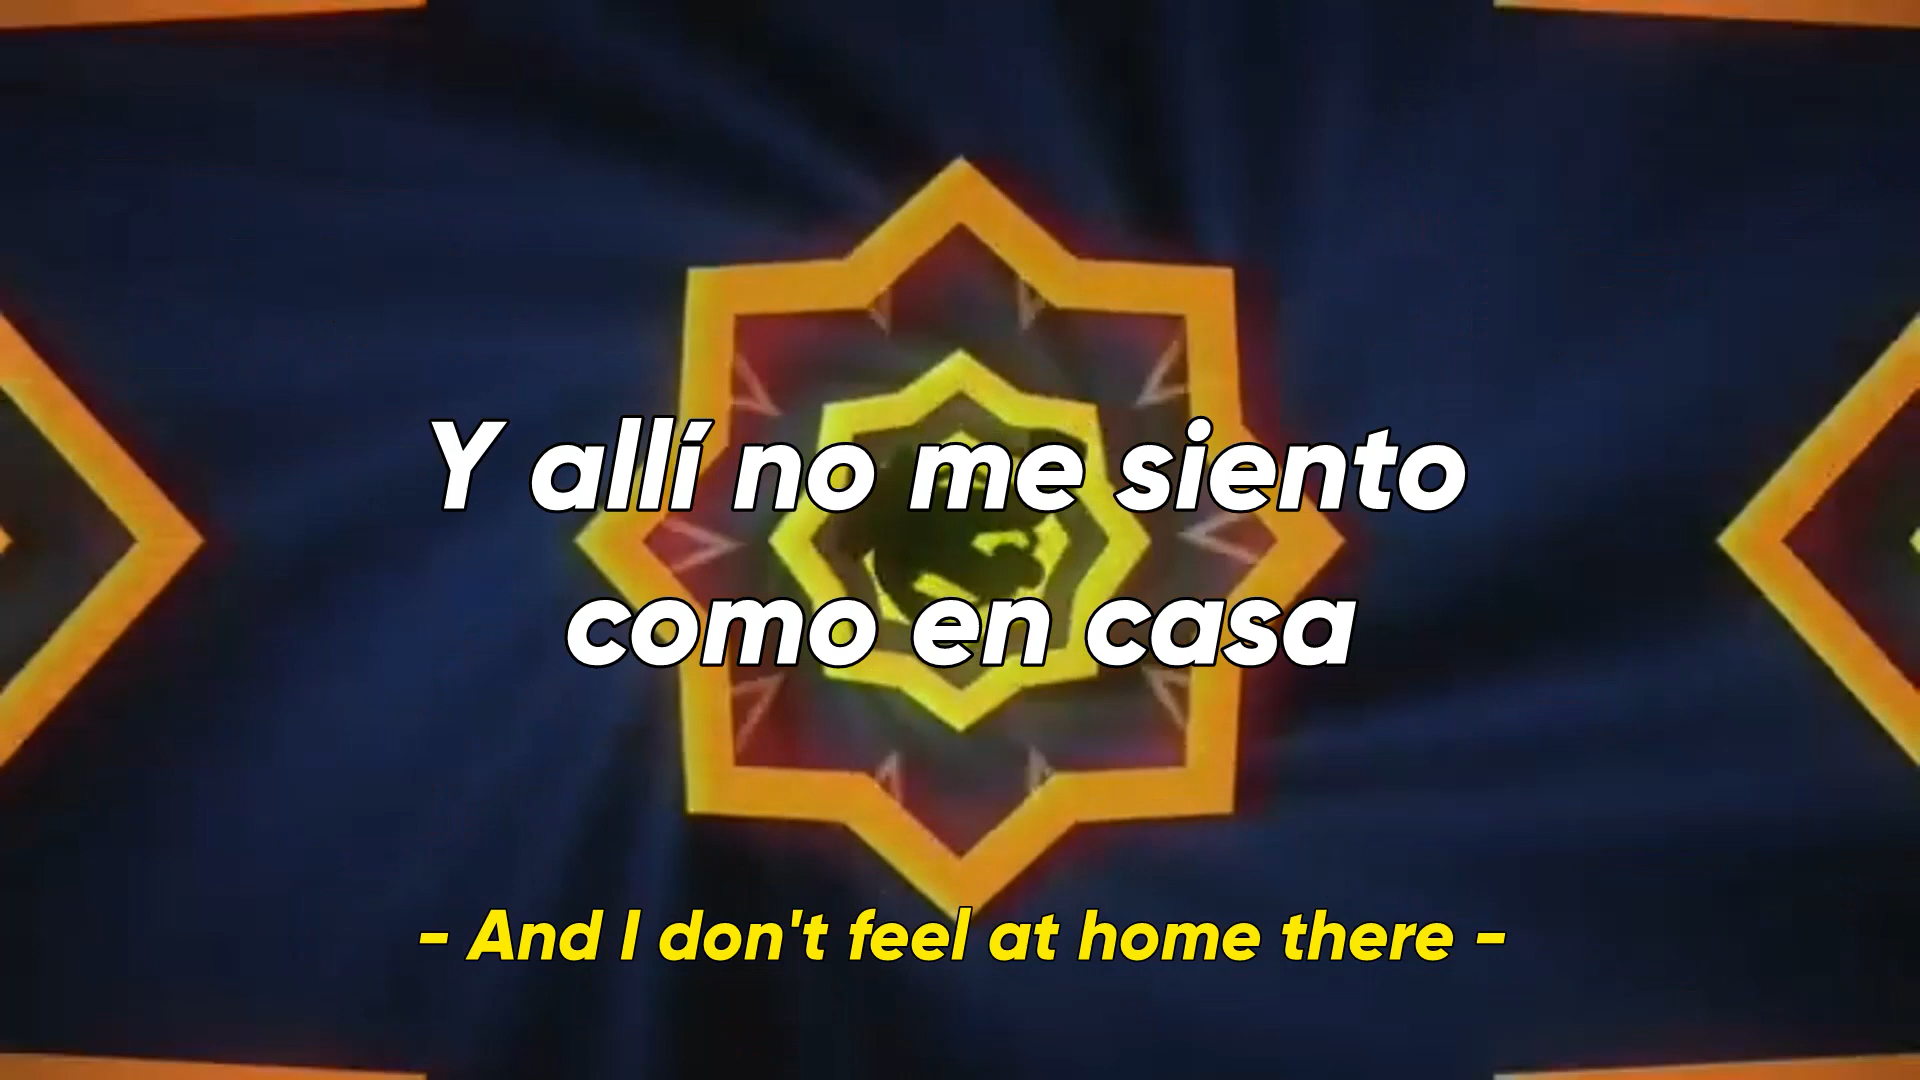 Y allí no me siento
como en casa
- And I don't feel at home there -